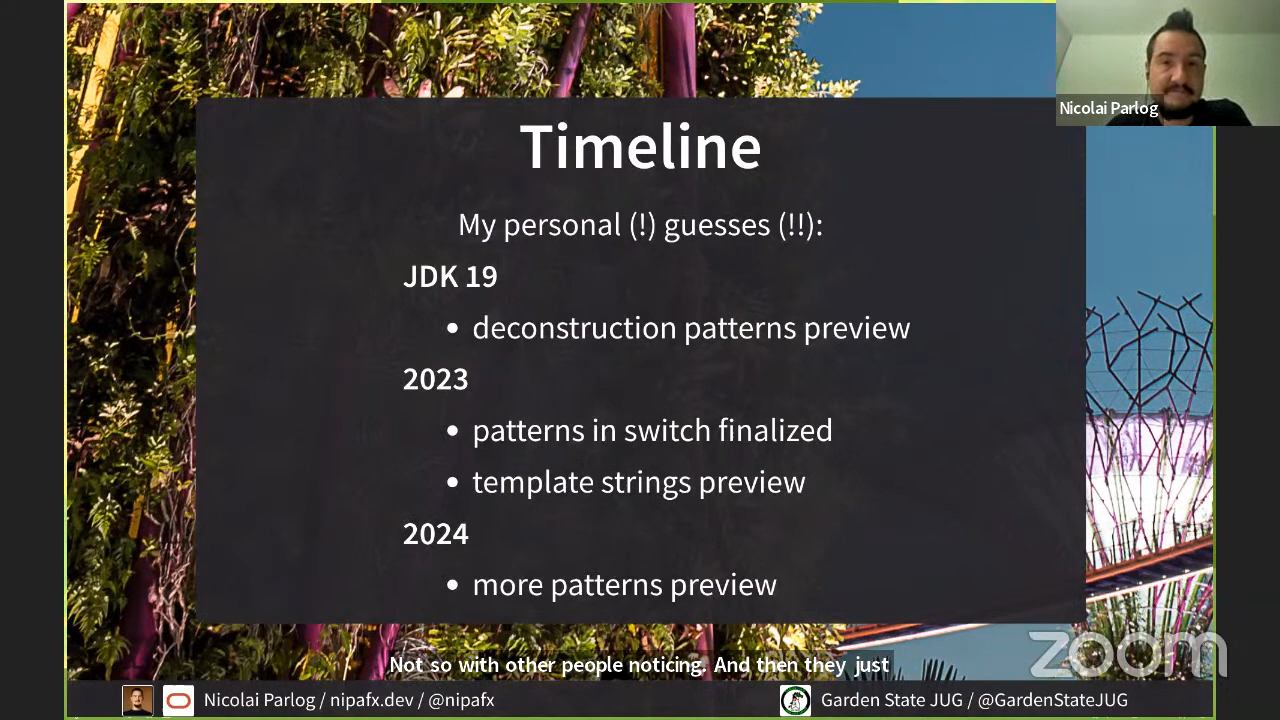 Timeline
My personal (!) guesses (!!):
JDK 19
• deconstruction patterns preview
2023
• patterns in switch finalized
• template strings preview
2024
• more patterns preview
Nicolai Parlog
Not so with other people noticing. And then they just
zoom
Nicolai Parlog / nipafx.dev / @nipafx
Garden State JUG / @GardenStateJUG